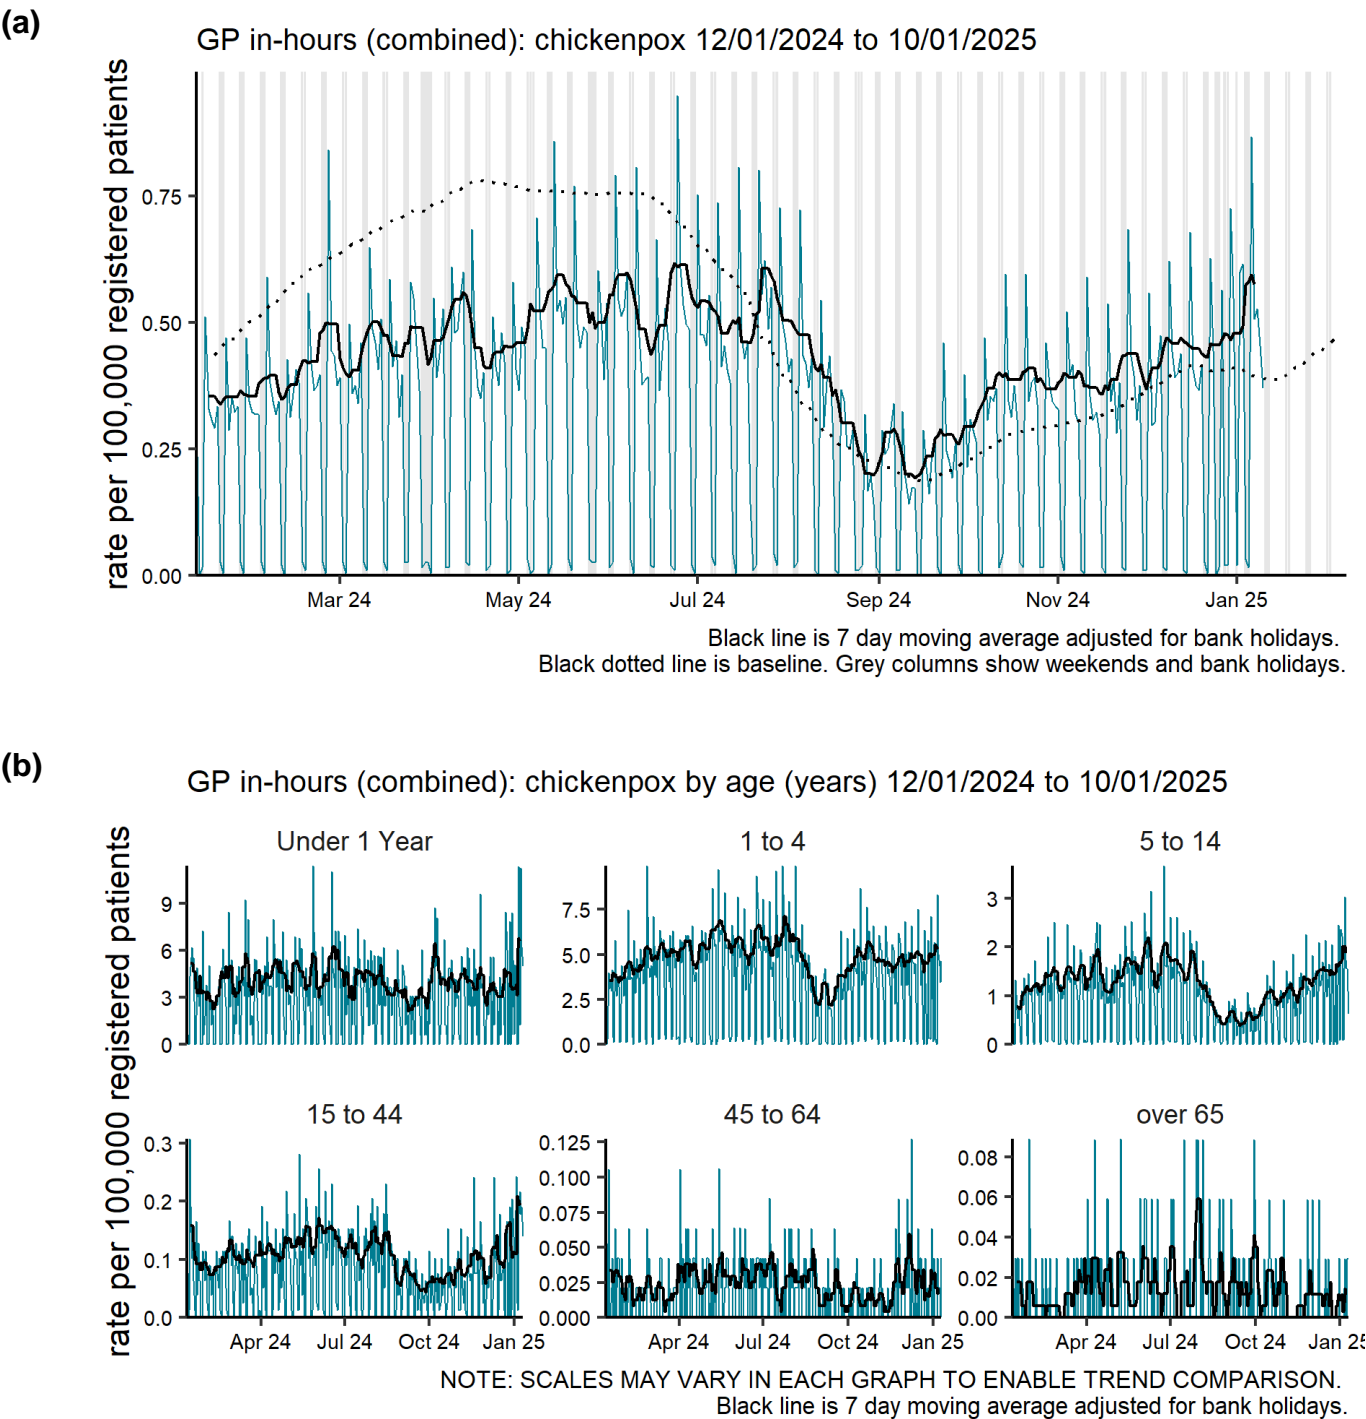 (a)
GP in-hours (combined): chickenpox 12/01/2024 to 10/01/2025
rate per 100,000 registered patients
0.75
0.50
0.25
0.00
Mar 24 May 24 Jul 24 Sep 24 Nov 24 Jan 25
Black line is 7 day moving average adjusted for bank holidays.
Black dotted line is baseline. Grey columns show weekends and bank holidays.
(b)
GP in-hours (combined): chickenpox by age (years) 12/01/2024 to 10/01/2025
rate per 100,000 registered patients
Under 1 Year
9
6
3
0
1 to 4
7.5
5.0
2.5
0.0
5 to 14
3
2
1
0
15 to 44
0.3
0.2
0.1
0.0
Apr 24 Jul 24 Oct 24 Jan 25
45 to 64
0.125
0.100
0.075
0.050
0.025
0.000
Apr 24 Jul 24 Oct 24 Jan 25
over 65
0.08
0.06
0.04
0.02
0.00
Apr 24 Jul 24 Oct 24 Jan 25
NOTE: SCALES MAY VARY IN EACH GRAPH TO ENABLE TREND COMPARISON.
Black line is 7 day moving average adjusted for bank holidays.